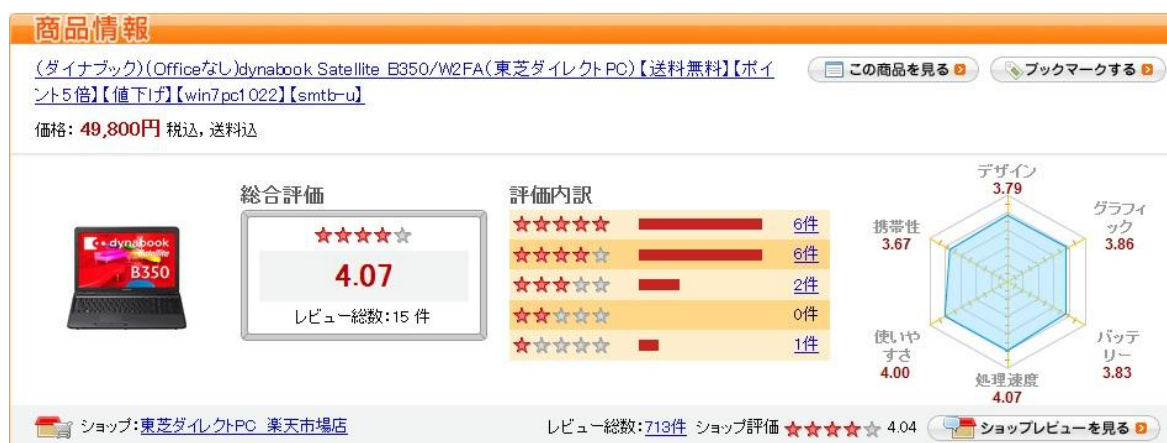 商品情報
(ダイナブック)(Officeなし)dynabook Satellite B350/W2FA(東芝ダイレクトPC)【送料無料】【ポイ
ント5倍】【値下げ】【win7pc1022】【smtb-u】
この商品を見る
ブックマークする
価格: 49,800円 税込, 送料込
dynabook
Satellite
B350
総合評価
4.07
レビュー総数:15 件
評価内訳
6件
6件
2件
0件
1件
デザイン
3.79
グラフィ
ック
3.86
バッテ
リー
3.83
処理速度
4.07
使いや
すさ
4.00
携帯性
3.67
ショップ:東芝ダイレクトPC 楽天市場店
レビュー総数:713件 ショップ評価 4.04
ショップレビューを見る